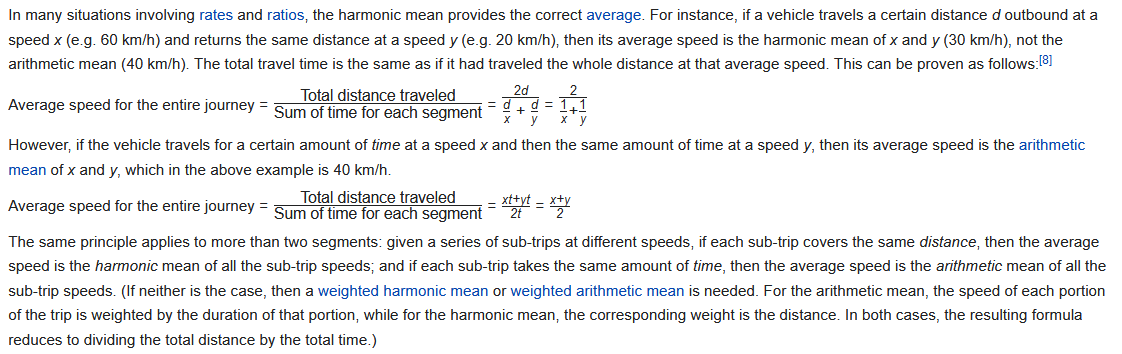 In many situations involving rates and ratios, the harmonic mean provides the correct average. For instance, if a vehicle travels a certain distance d outbound at a
speed x (e.g. 60 km/h) and returns the same distance at a speed y (e.g. 20 km/h), then its average speed is the harmonic mean of x and y (30 km/h), not the
arithmetic mean (40 km/h). The total travel time is the same as if it had traveled the whole distance at that average speed. This can be proven as follows:[8]
Average speed for the entire journey = Total distance traveled / Sum of time for each segment = 2d / (d/x + d/y) = 2 / (1/x + 1/y)
However, if the vehicle travels for a certain amount of time at a speed x and then the same amount of time at a speed y, then its average speed is the arithmetic
mean of x and y, which in the above example is 40 km/h.
Average speed for the entire journey = Total distance traveled / Sum of time for each segment = xt+yt / 2t = x+y / 2
The same principle applies to more than two segments: given a series of sub-trips at different speeds, if each sub-trip covers the same distance, then the average
speed is the harmonic mean of all the sub-trip speeds; and if each sub-trip takes the same amount of time, then the average speed is the arithmetic mean of all the
sub-trip speeds. (If neither is the case, then a weighted harmonic mean or weighted arithmetic mean is needed. For the arithmetic mean, the speed of each portion
of the trip is weighted by the duration of that portion, while for the harmonic mean, the corresponding weight is the distance. In both cases, the resulting formula
reduces to dividing the total distance by the total time.)